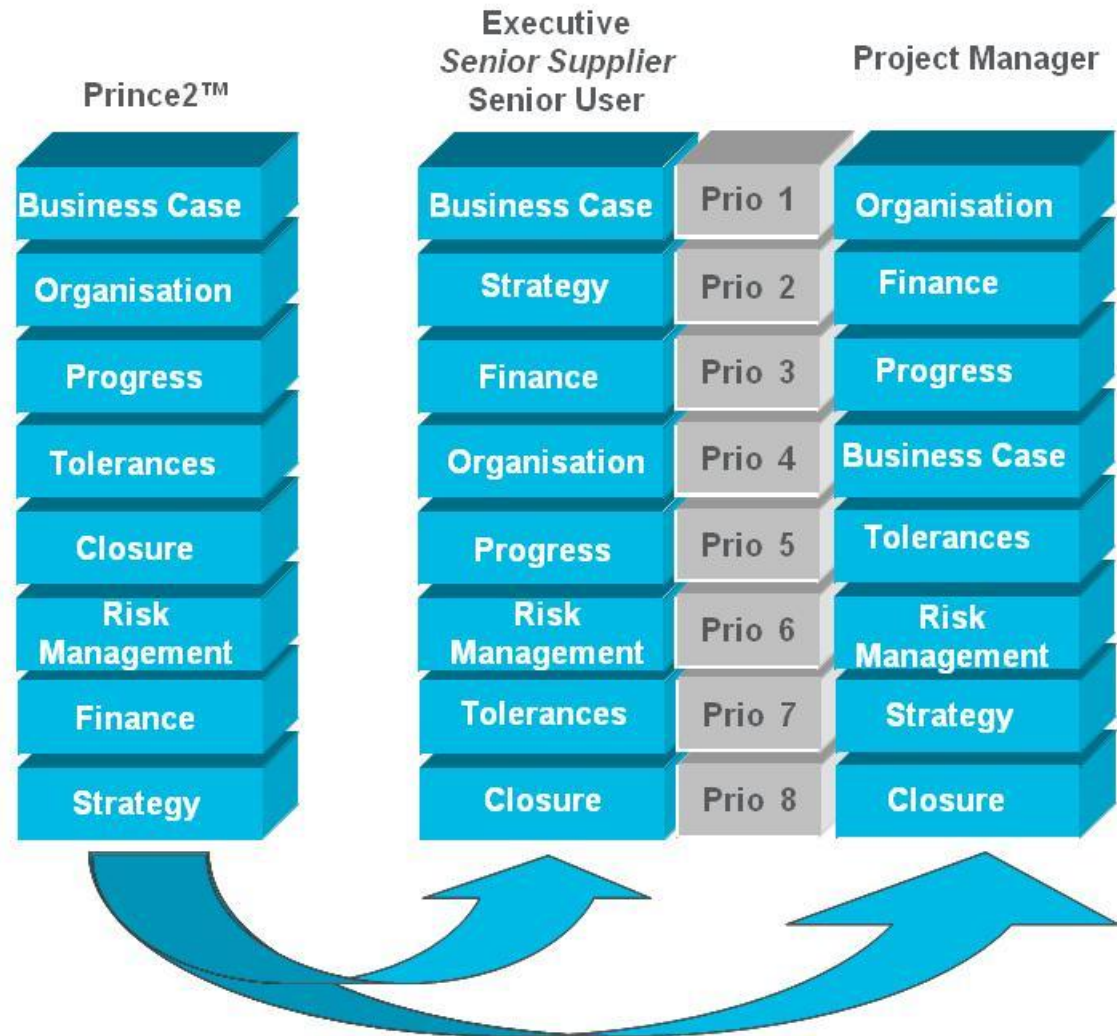 Prince2™
Executive
Senior Supplier
Senior User
Project Manager
Business Case
Organisation
Progress
Tolerances
Closure
Risk
Management
Finance
Strategy
Business Case
Strategy
Finance
Organisation
Progress
Risk
Management
Tolerances
Closure
Prio 1
Prio 2
Prio 3
Prio 4
Prio 5
Prio 6
Prio 7
Prio 8
Organisation
Finance
Progress
Business Case
Tolerances
Risk
Management
Strategy
Closure